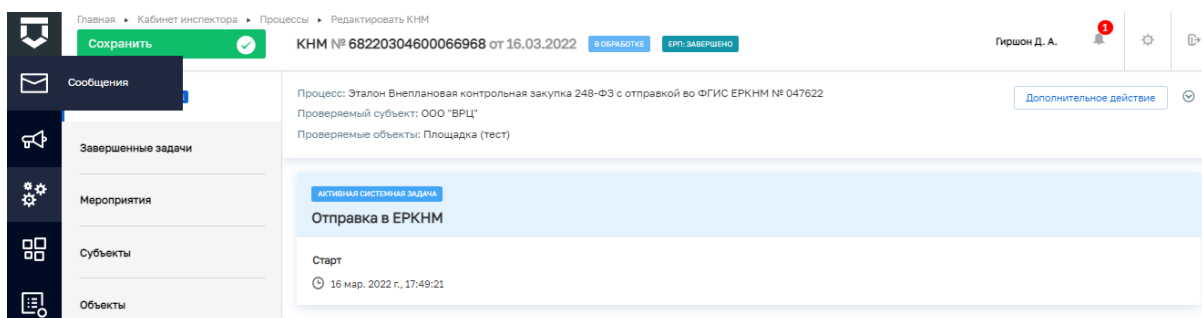 Главная ▸ Кабинет инспектора ▸ Процессы ▸ Редактировать КНМ
Сохранить
КНМ № 68220304600066968 от 16.03.2022 В ОБРАБОТКЕ ЕРП: ЗАВЕРШЕНО
Гиршон Д. А.
1
Сообщения
Процесс: Эталон Внеплановая контрольная закупка 248-ФЗ с отправкой во ФГИС ЕРКНМ № 047622
Проверяемый субъект: ООО "ВРЦ"
Проверяемые объекты: Площадка (тест)
Дополнительное действие
Завершенные задачи
Мероприятия
Субъекты
Объекты
АКТИВНАЯ СИСТЕМНАЯ ЗАДАЧА
Отправка в ЕРКНМ
Старт
16 мар. 2022 г., 17:49:21